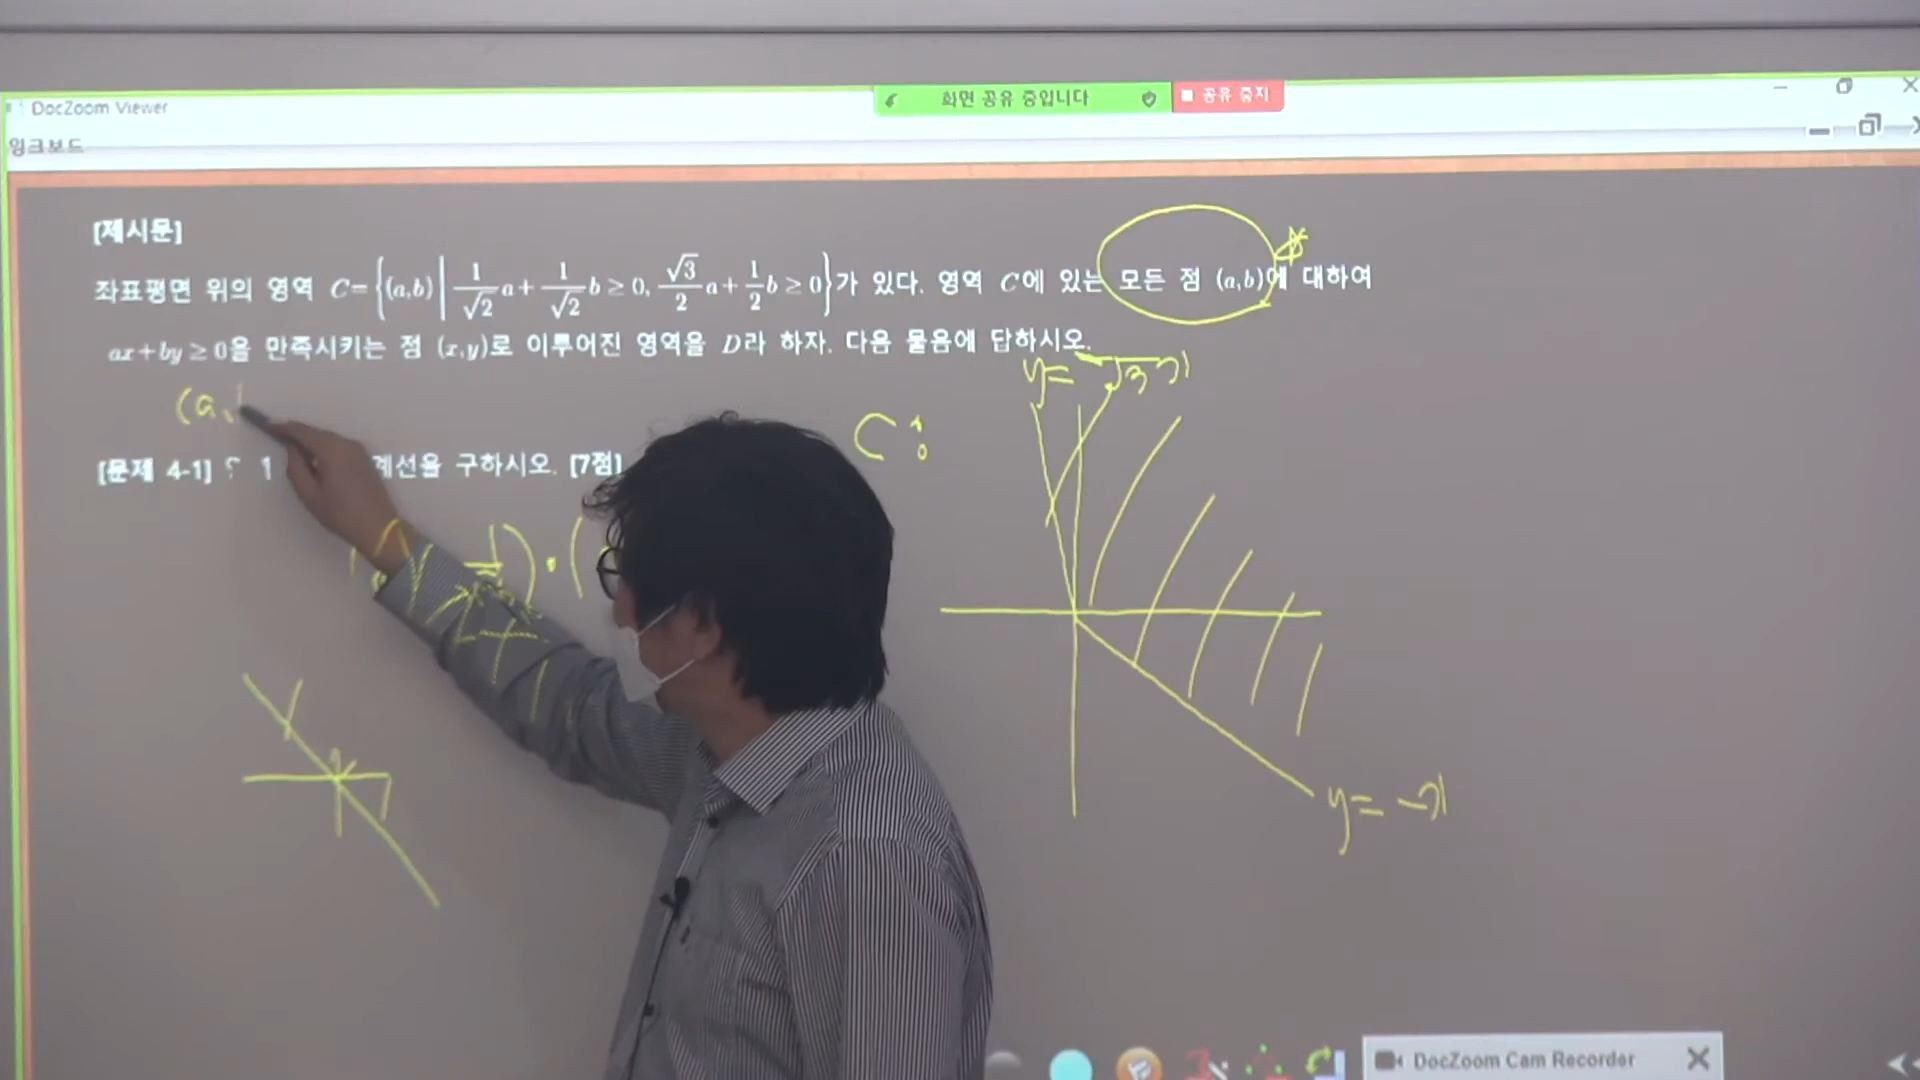 DocZoom Viewer
화면 공유 중입니다
공유 중지
윙크보드
[제시문]
좌표평면 위의 영역 C={(a,b) | 1/√2 a + 1/√2 b ≥ 0, √3/2 a + 1/2 b ≥ 0}가 있다. 영역 C에 있는 모든 점 (a,b)에 대하여
ax+by ≥ 0을 만족시키는 점 (x,y)로 이루어진 영역을 D라 하자. 다음 물음에 답하시오.
(a,
y= -√3 x
C:
[문제 4-1] 계선을 구하시오. [7점]
y= -x
DocZoom Cam Recorder